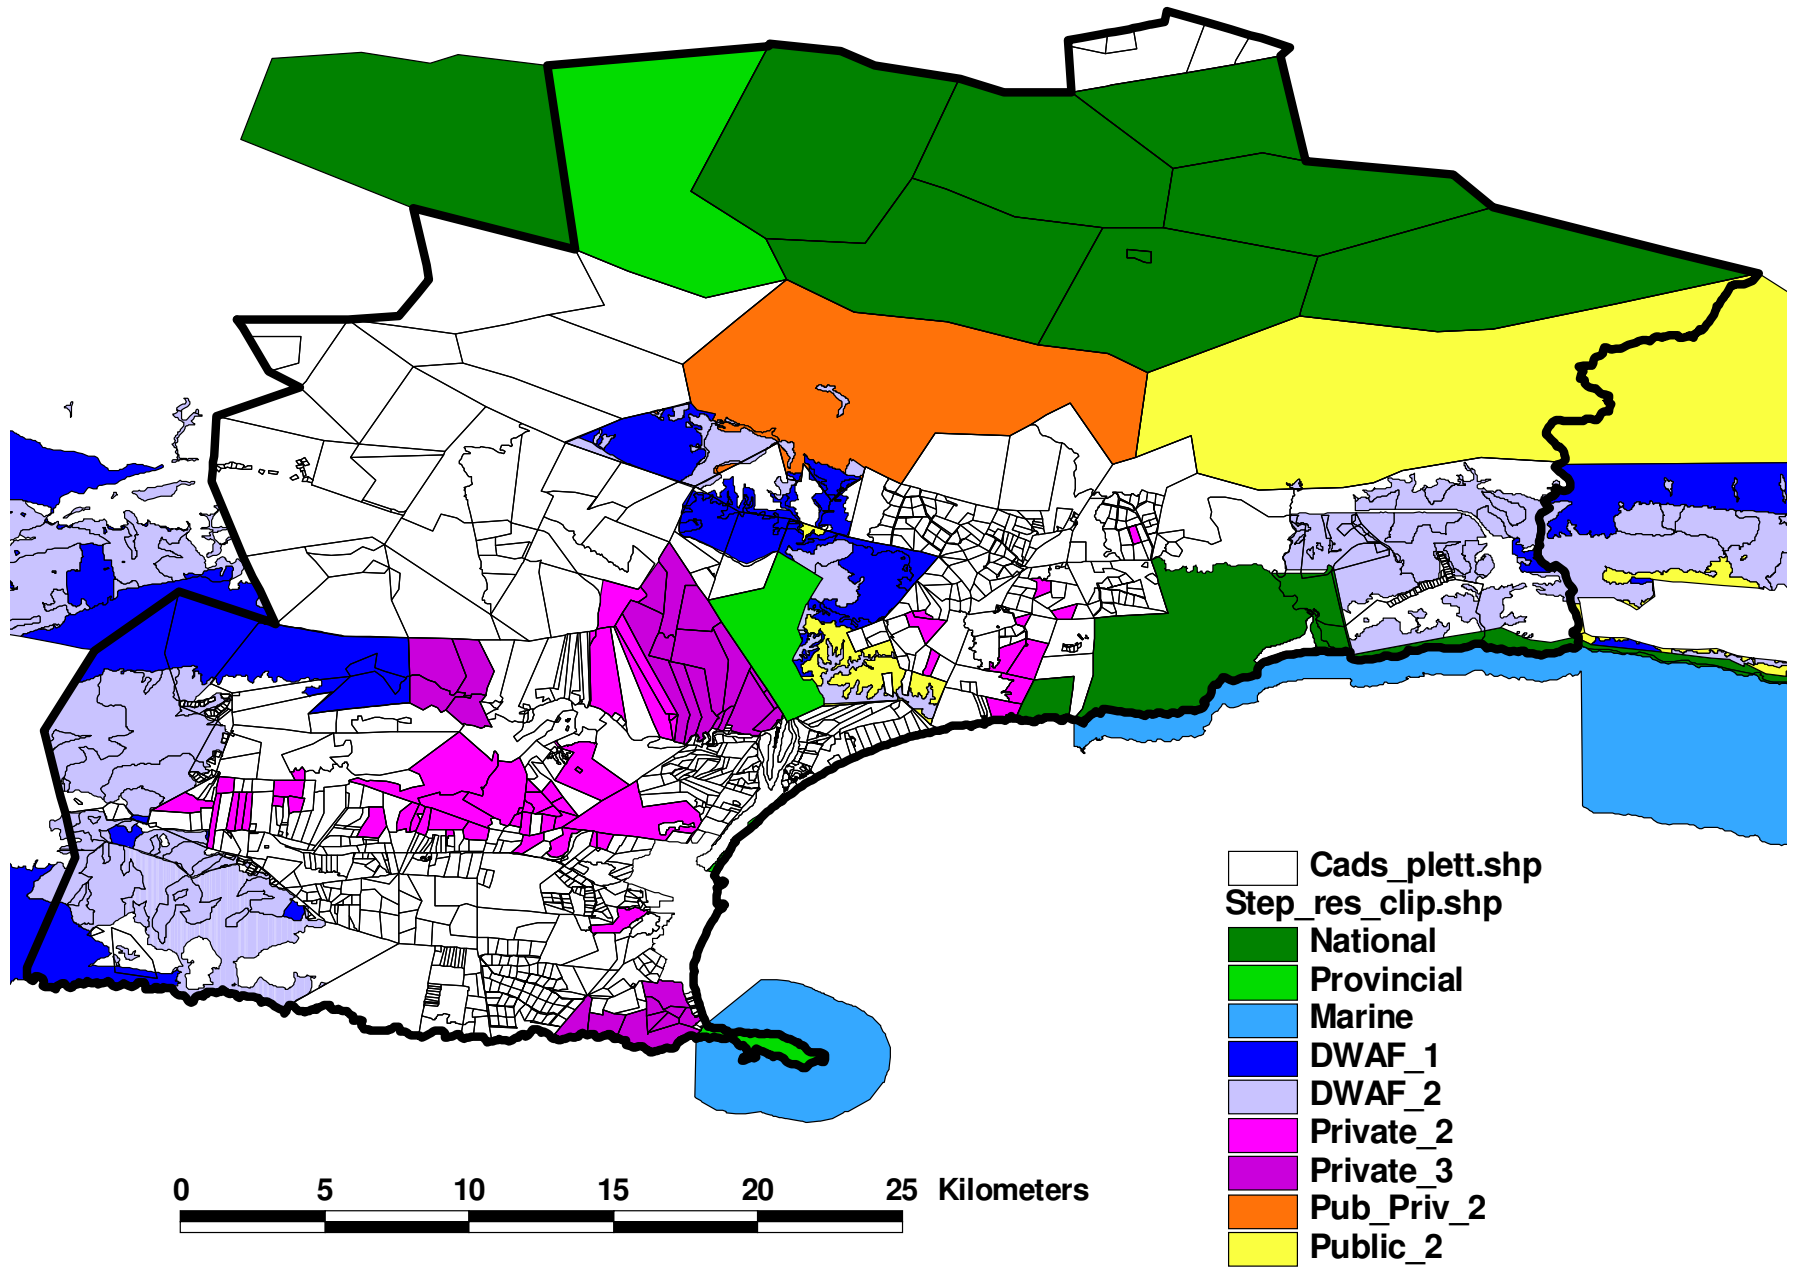 Cads_plett.shp
Step_res_clip.shp
National
Provincial
Marine
DWAF_1
DWAF_2
Private_2
Private_3
Pub_Priv_2
Public_2
0 5 10 15 20 25 Kilometers